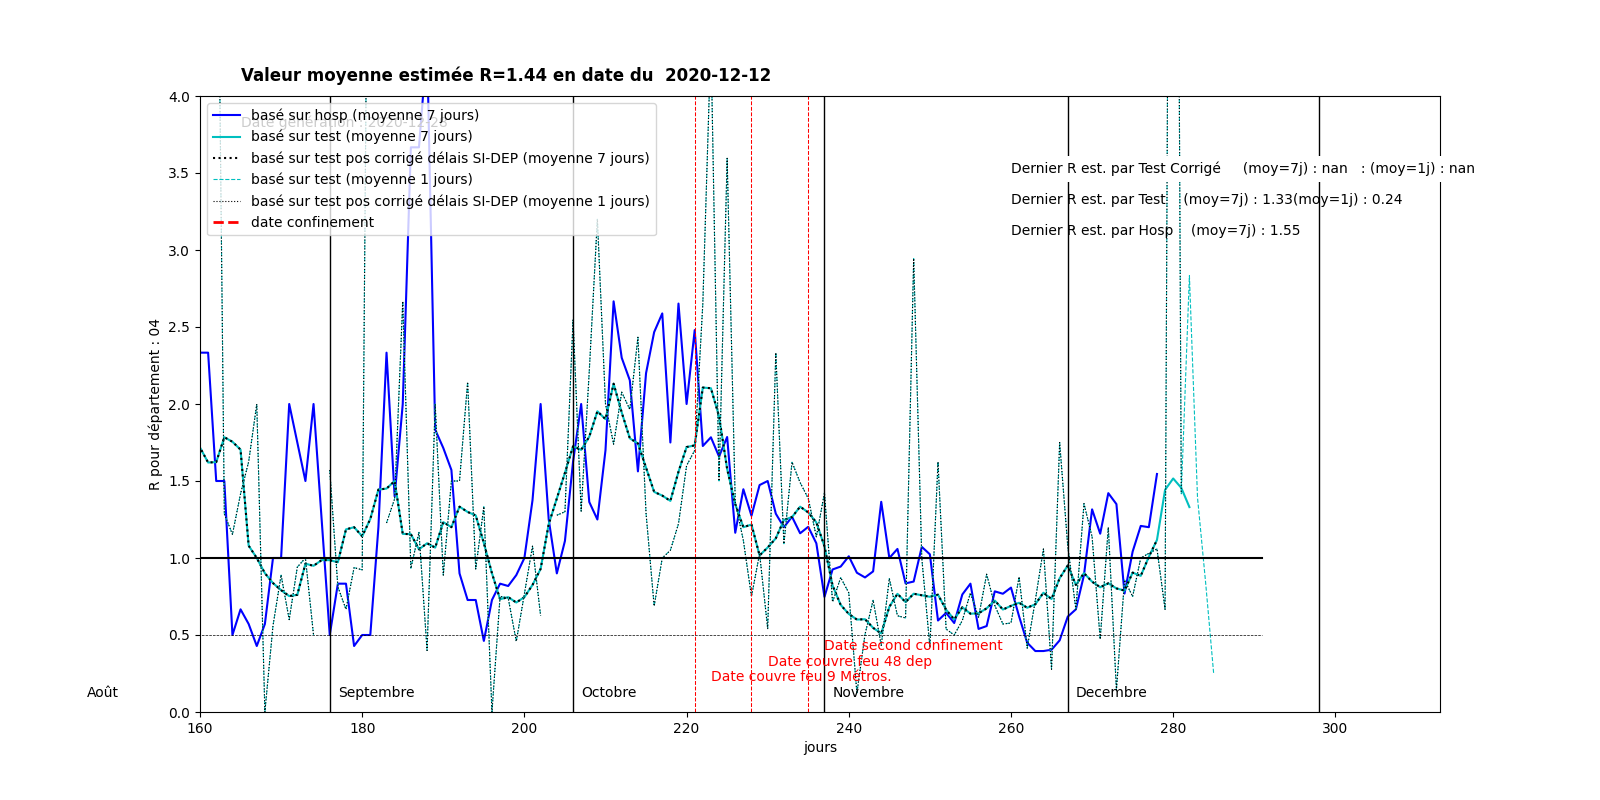 Valeur moyenne estimée R=1.44 en date du  2020-12-12
4.0
3.5
3.0
2.5
2.0
1.5
1.0
0.5
0.0
R pour département : 04
basé sur hosp (moyenne 7 jours)
basé sur test (moyenne 7 jours)
basé sur test pos corrigé délais SI-DEP (moyenne 7 jours)
basé sur test (moyenne 1 jours)
basé sur test pos corrigé délais SI-DEP (moyenne 1 jours)
date confinement
Dernier R est. par Test Corrigé     (moy=7j) : nan   : (moy=1j) : nan
Dernier R est. par Test    (moy=7j) : 1.33(moy=1j) : 0.24
Dernier R est. par Hosp    (moy=7j) : 1.55
Date second confinement
Date couvre feu 48 dep
Date couvre feu 9 Métros.
Août
Septembre
Octobre
Novembre
Decembre
160 180 200 220 240 260 280 300
jours